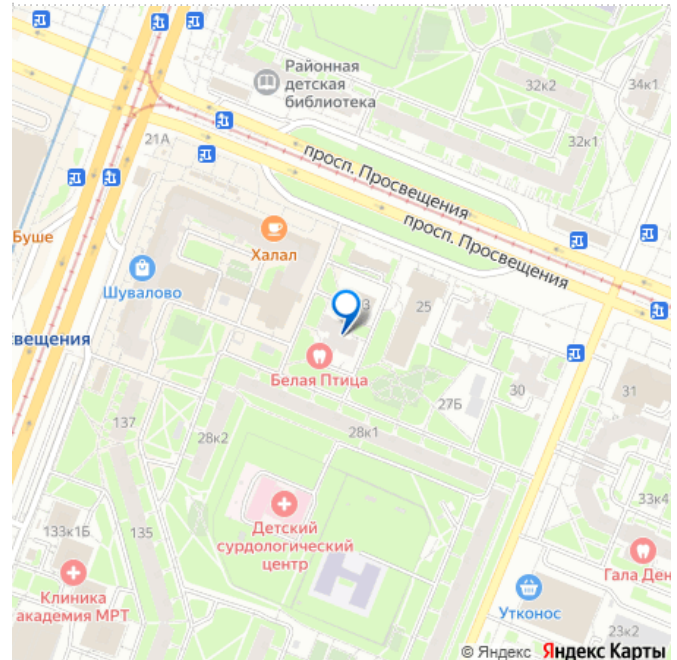 Районная
детская
библиотека
32к2
34к1
32к1
21А
просп. Просвещения
просп. Просвещения
Буше
Халал
Шувалово
25
свещения
Белая Птица
27Б
30
31
137
28к2
28к1
33к4
133к1Б
135
Детский
сурдологический
центр
Гала Ден
Клиника
академия МРТ
Утконос
23к2
© Яндекс Яндекс Карты